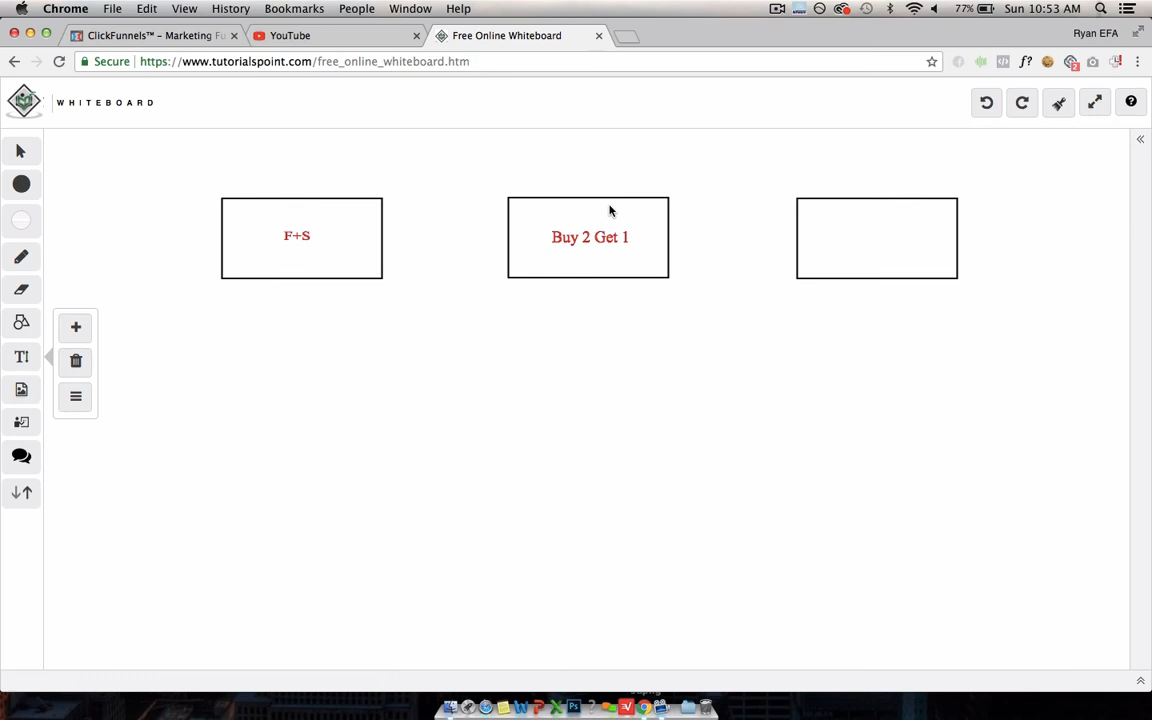 Chrome File Edit View History Bookmarks People Window Help 77% Sun 10:53 AM
ClickFunnels™ – Marketing Fu YouTube Free Online Whiteboard Ryan EFA
Secure https://www.tutorialspoint.com/free_online_whiteboard.htm f? 2
WHITEBOARD
F+S
Buy 2 Get 1
T